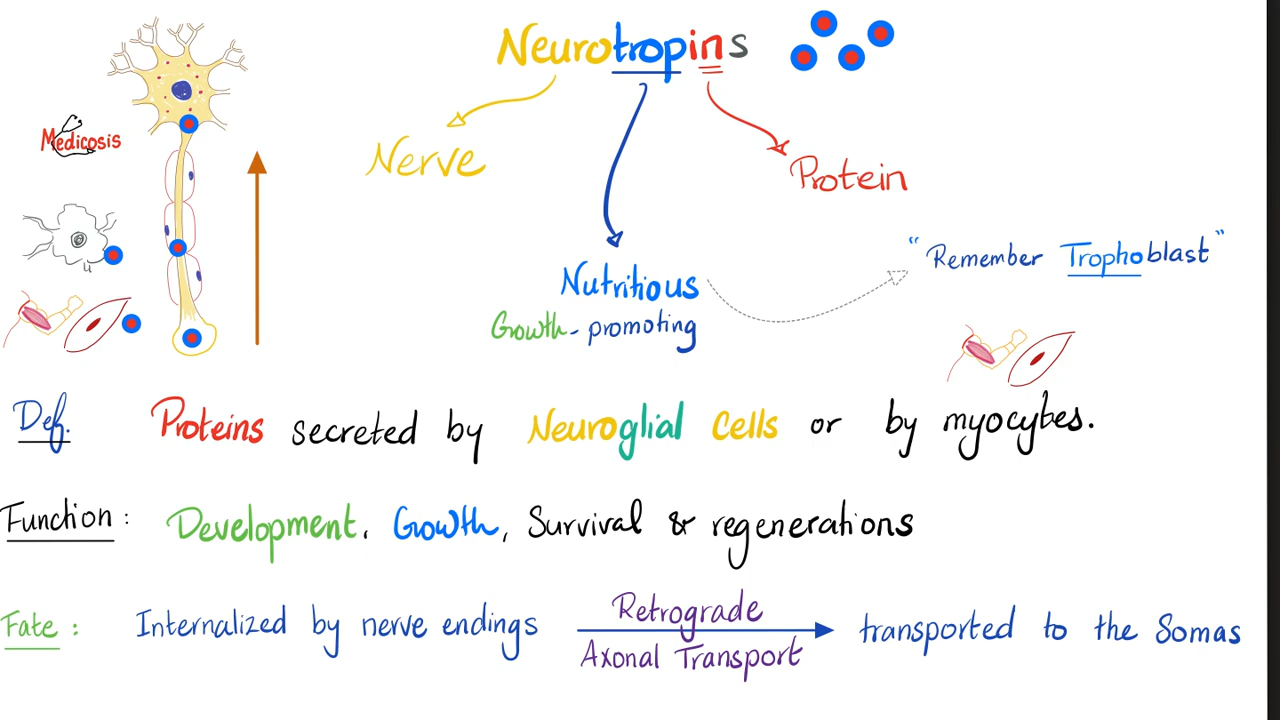 Neurotropins
Medicosis
Nerve
Protein
Nutritious
Growth-promoting
"Remember Trophoblast"
Def. Proteins secreted by Neuroglial Cells or by myocytes.
Function: Development, Growth, Survival & regenerations
Fate: Internalized by nerve endings Retrograde Axonal Transport transported to the Somas